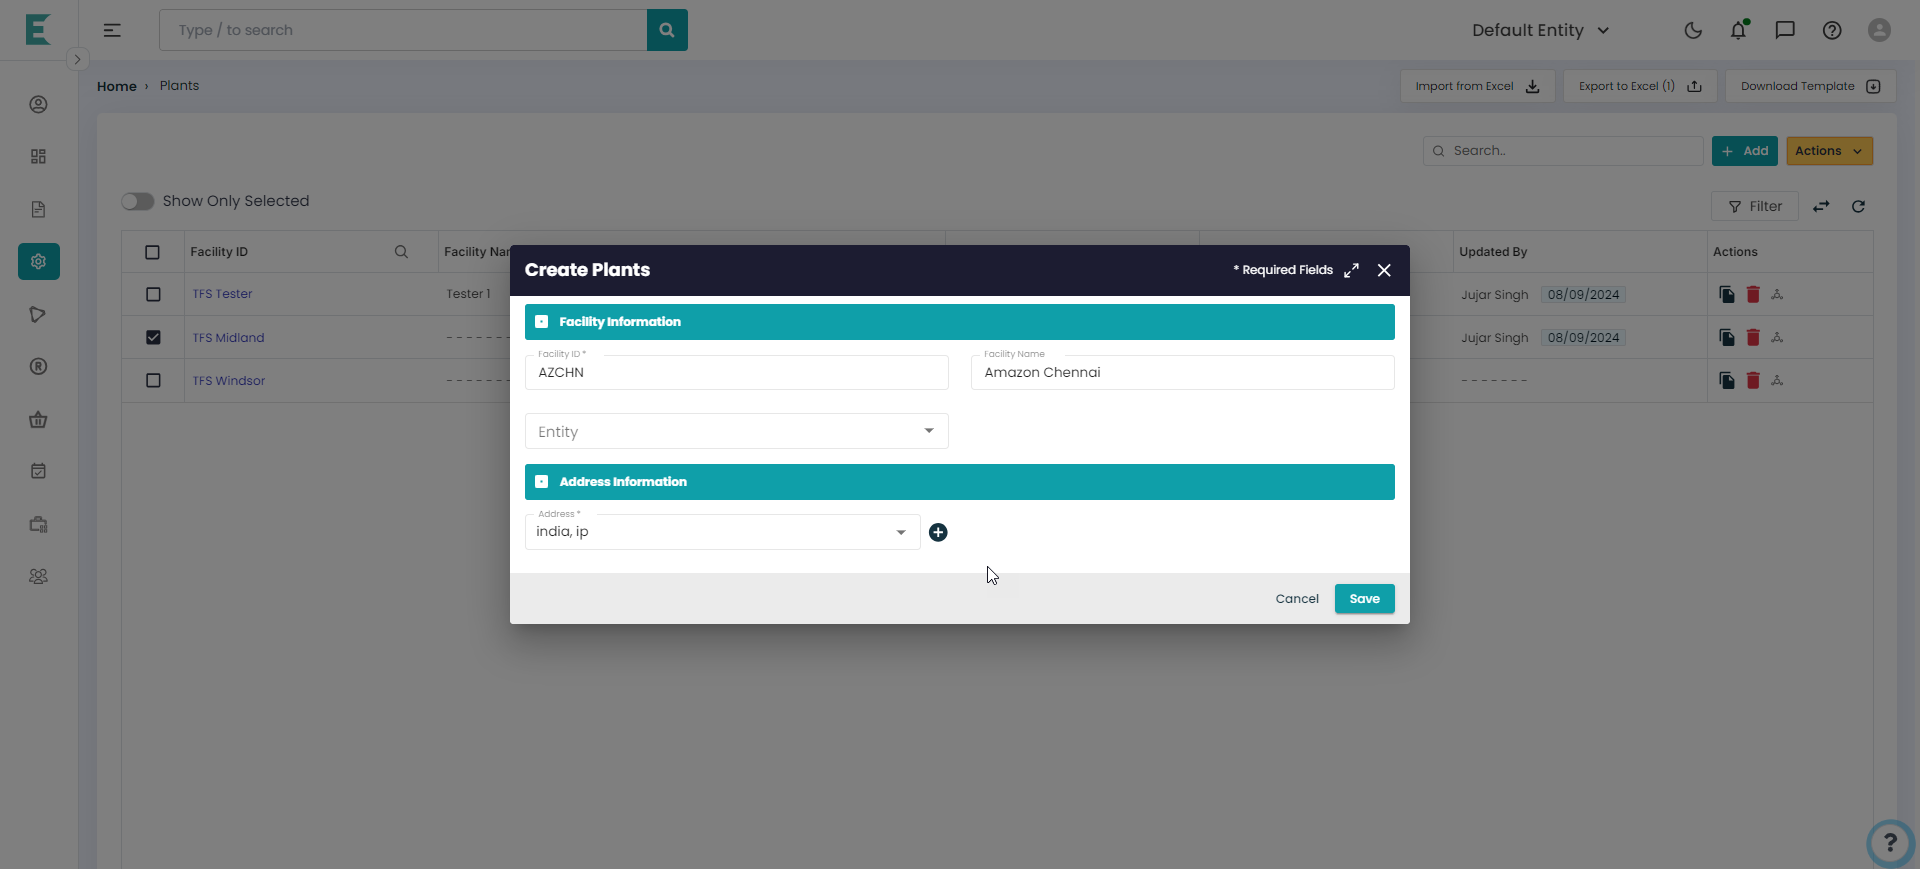 Type / to search
Default Entity
Home › Plants
Import from Excel
Export to Excel (1)
Download Template
Search..
+ Add
Actions
Show Only Selected
Filter
Facility ID
Facility Nar
Updated By
Actions
TFS Tester
Tester 1
Jujar Singh 08/09/2024
TFS Midland
- - - - - - -
Jujar Singh 08/09/2024
TFS Windsor
- - - - - - -
- - - - - - -
Create Plants
* Required Fields
Facility Information
Facility ID *
AZCHN
Facility Name
Amazon Chennai
Entity
Address Information
Address *
india, ip
Cancel
Save
?